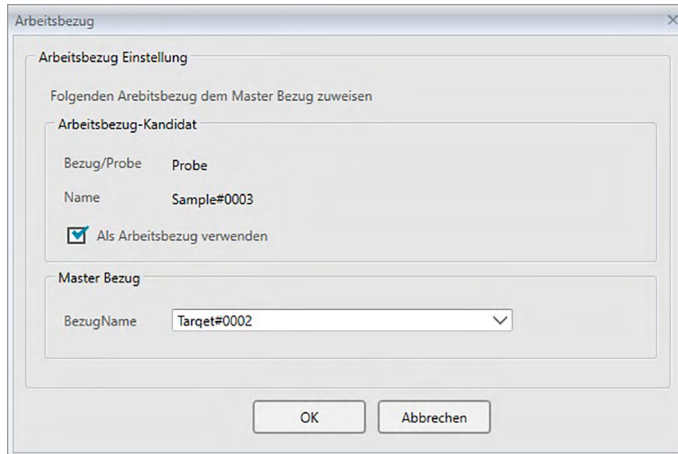 Arbeitsbezug
Arbeitsbezug Einstellung
Folgenden Arebitsbezug dem Master Bezug zuweisen
Arbeitsbezug-Kandidat
Bezug/Probe Probe
Name Sample#0003
Als Arbeitsbezug verwenden
Master Bezug
BezugName Target#0002
OK Abbrechen